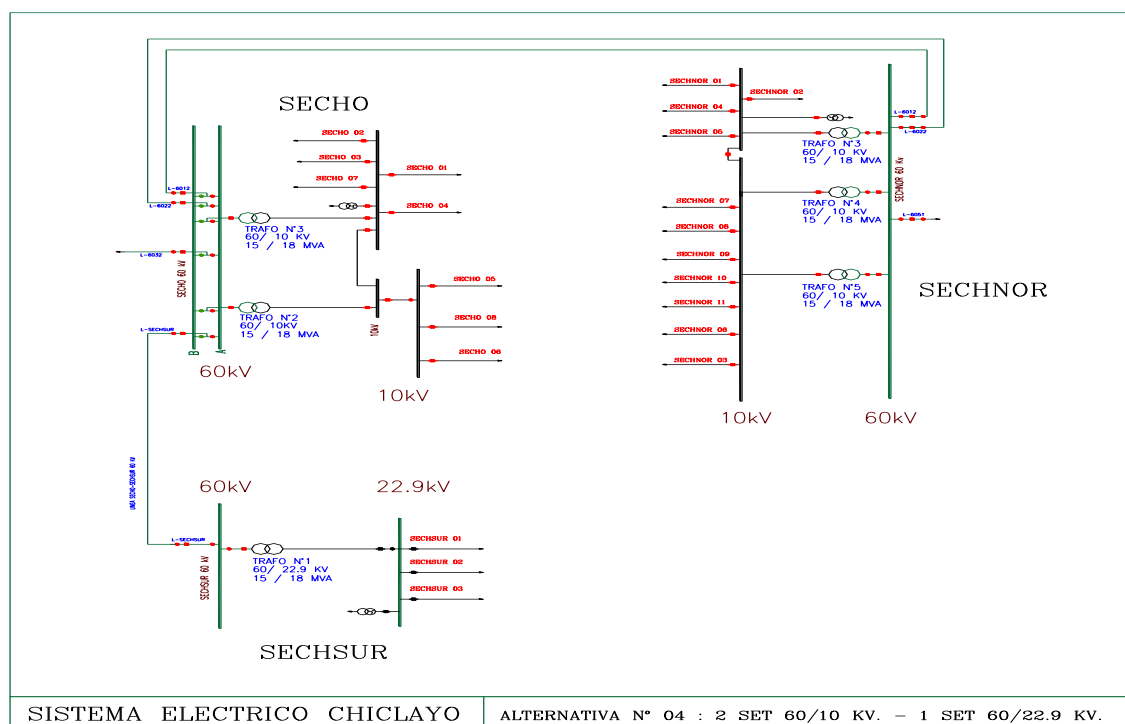 SECHO
SECHO 02
SECHO 03
SECHO 07
SECHO 01
SECHO 04
L-6012
L-6022
TRAFO N°3
60/ 10 KV
15 / 18 MVA
L-6032
SECHO 60 kV
TRAFO N°2
60/ 10KV
15 / 18 MVA
L-SECHSUR
B
A
60kV
10kV
SECHO 05
SECHO 08
SECHO 06
10kV
SECHNOR 01
SECHNOR 02
SECHNOR 04
SECHNOR 05
L-6012
L-6022
TRAFO N°3
60/ 10 KV
15 / 18 MVA
SECHNOR 60 Kv
SECHNOR 07
TRAFO N°4
60/ 10 KV
15 / 18 MVA
L-6051
SECHNOR 08
SECHNOR 09
SECHNOR 10
TRAFO N°5
60/ 10 KV
15 / 18 MVA
SECHNOR
SECHNOR 11
SECHNOR 06
SECHNOR 03
10kV
60kV
LINEA SECHO-SECHSUR 60 KV
60kV
22.9kV
L-SECHSUR
SECHSUR 60 kV
TRAFO N°1
60/ 22.9 KV
15 / 18 MVA
SECHSUR 01
SECHSUR 02
SECHSUR 03
SECHSUR
SISTEMA ELECTRICO CHICLAYO
ALTERNATIVA N° 04 : 2 SET 60/10 KV. – 1 SET 60/22.9 KV.